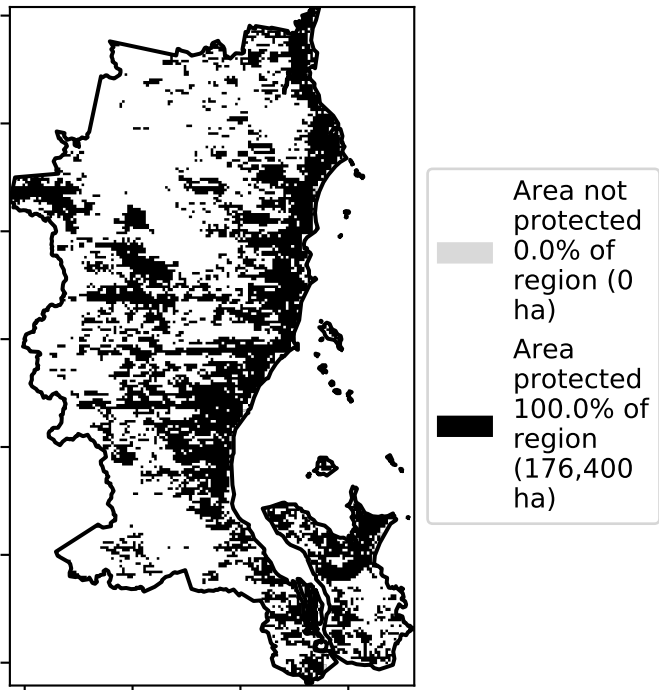 Area not
protected
0.0% of
region (0
ha)
Area
protected
100.0% of
region
(176,400
ha)